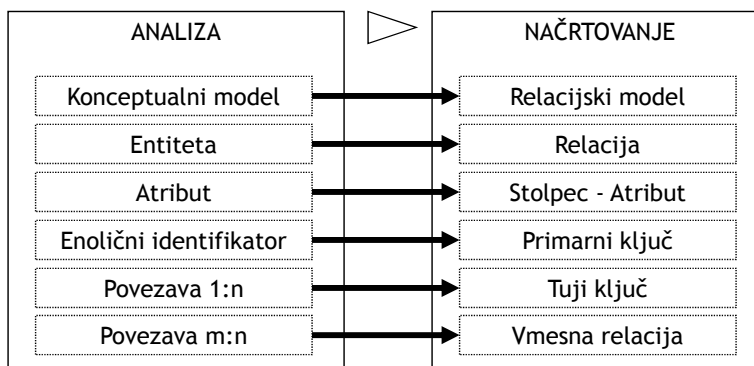 ANALIZA
NAČRTOVANJE
Konceptualni model
Relacijski model
Entiteta
Relacija
Atribut
Stolpec - Atribut
Enolični identifikator
Primarni ključ
Povezava 1:n
Tuji ključ
Povezava m:n
Vmesna relacija